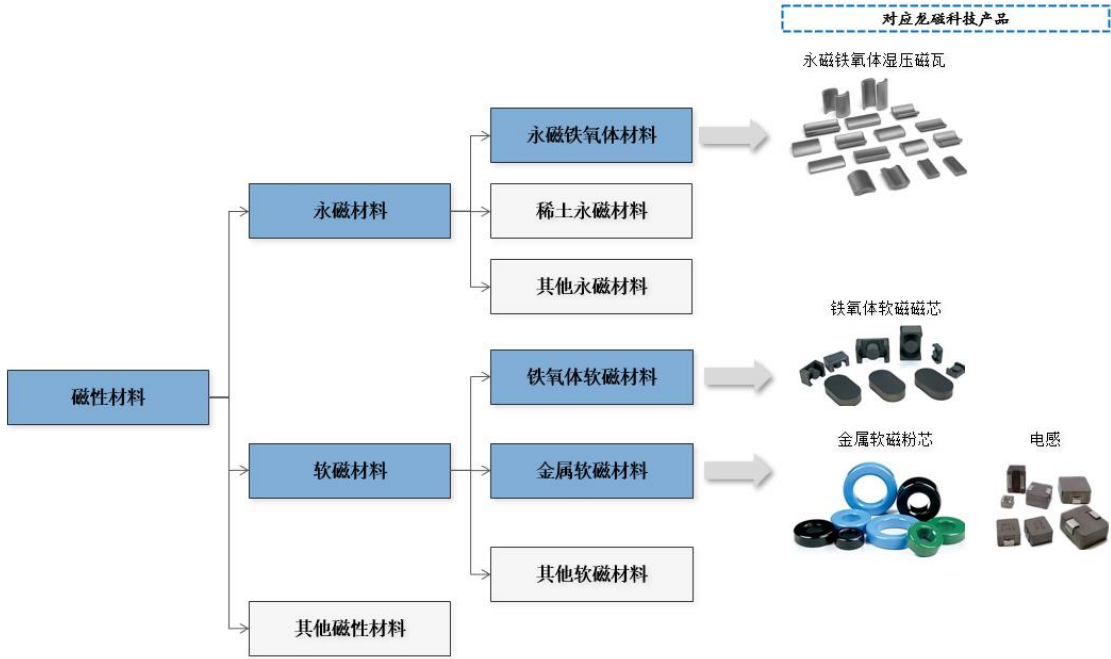 对应龙磁科技产品
永磁铁氧体湿压磁瓦
永磁铁氧体材料
永磁材料
稀土永磁材料
其他永磁材料
铁氧体软磁磁芯
磁性材料
铁氧体软磁材料
金属软磁粉芯
电感
软磁材料
金属软磁材料
其他软磁材料
其他磁性材料